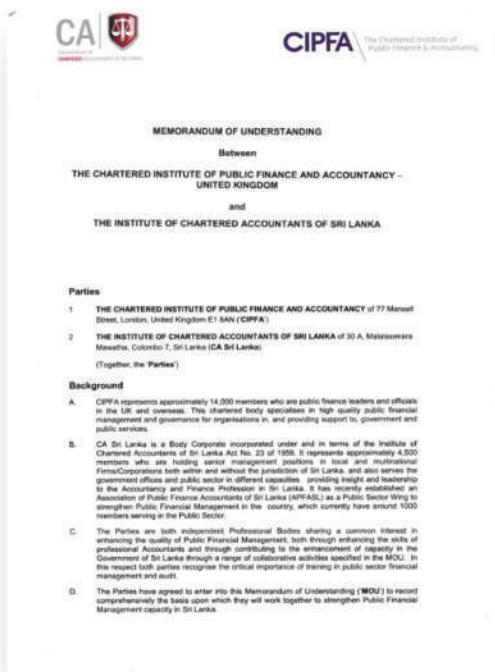 CA
THE INSTITUTE OF
CHARTERED ACCOUNTANTS OF SRI LANKA
CIPFA
The Chartered Institute of
Public Finance & Accountancy
MEMORANDUM OF UNDERSTANDING
Between
THE CHARTERED INSTITUTE OF PUBLIC FINANCE AND ACCOUNTANCY –
UNITED KINGDOM
and
THE INSTITUTE OF CHARTERED ACCOUNTANTS OF SRI LANKA
Parties
1 THE CHARTERED INSTITUTE OF PUBLIC FINANCE AND ACCOUNTANCY of 77 Mansell
Street, London, United Kingdom E1 8AN ('CIPFA')
2 THE INSTITUTE OF CHARTERED ACCOUNTANTS OF SRI LANKA of 30 A, Malalasekara
Mawatha, Colombo 7, Sri Lanka (CA Sri Lanka)
(Together, the 'Parties')
Background
A. CIPFA represents approximately 14,000 members who are public finance leaders and officials
in the UK and overseas. This chartered body specialises in high quality public financial
management and governance for organisations in, and providing support to, government and
public services.
B. CA Sri Lanka is a Body Corporate incorporated under and in terms of the Institute of
Chartered Accountants of Sri Lanka Act No. 23 of 1959. It represents approximately 4,500
members who are holding senior management positions in local and multinational
Firms/Corporations both within and without the jurisdiction of Sri Lanka, and also serves the
government offices and public sector in different capacities providing insight and leadership
to the Accountancy and Finance Profession in Sri Lanka. It has recently established an
Association of Public Finance Accountants of Sri Lanka (APFASL) as a Public Sector Wing to
strengthen Public Financial Management in the country, which currently have around 1000
members serving in the Public Sector.
C. The Parties are both independent Professional Bodies sharing a common interest in
enhancing the quality of Public Financial Management, both through enhancing the skills of
professional Accountants and through contributing to the enhancement of capacity in the
Government of Sri Lanka through a range of collaborative activities specified in the MOU. In
this respect both parties recognise the critical importance of training in public sector financial
management and audit.
D. The Parties have agreed to enter into this Memorandum of Understanding ('MOU') to record
comprehensively the basis upon which they will work together to strengthen Public Financial
Management capacity in Sri Lanka.